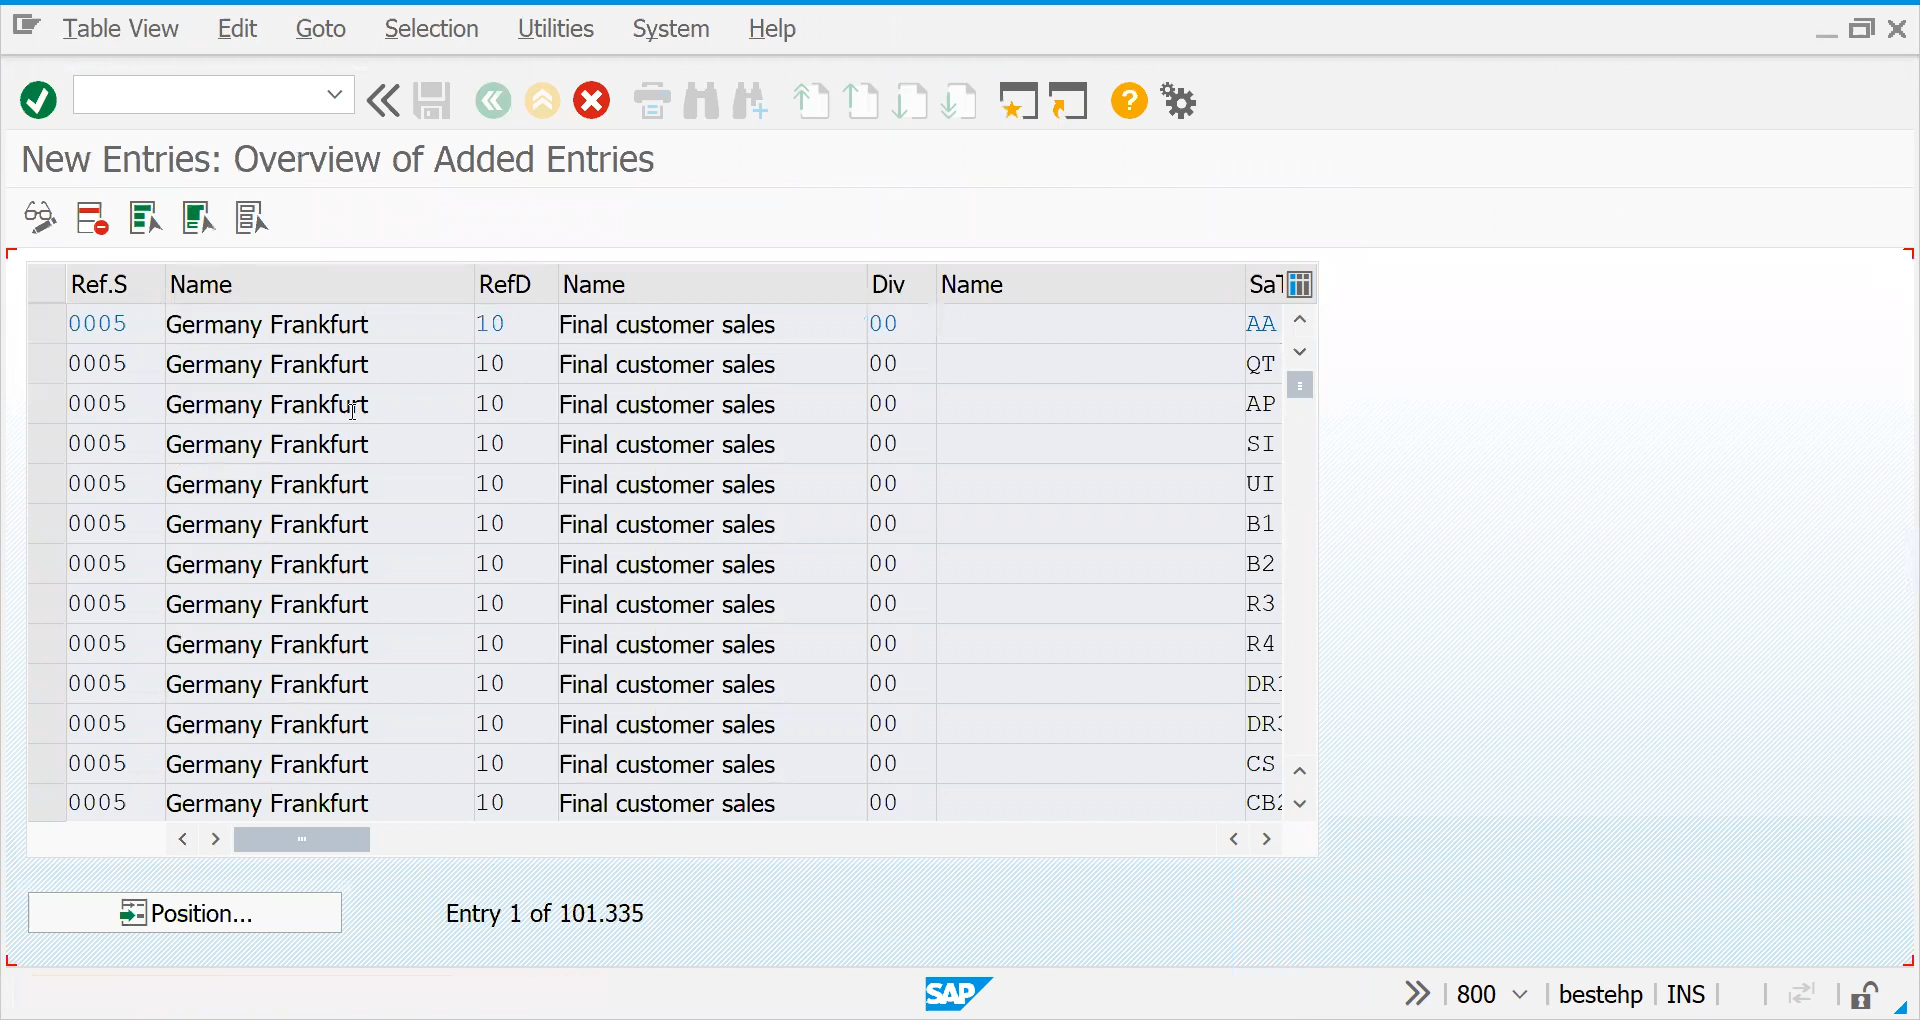 Table View Edit Goto Selection Utilities System Help
New Entries: Overview of Added Entries
Ref.S Name RefD Name Div Name SaT
0005 Germany Frankfurt 10 Final customer sales 00 AA
0005 Germany Frankfurt 10 Final customer sales 00 QT
0005 Germany Frankfurt 10 Final customer sales 00 AP
0005 Germany Frankfurt 10 Final customer sales 00 SI
0005 Germany Frankfurt 10 Final customer sales 00 UI
0005 Germany Frankfurt 10 Final customer sales 00 B1
0005 Germany Frankfurt 10 Final customer sales 00 B2
0005 Germany Frankfurt 10 Final customer sales 00 R3
0005 Germany Frankfurt 10 Final customer sales 00 R4
0005 Germany Frankfurt 10 Final customer sales 00 DR1
0005 Germany Frankfurt 10 Final customer sales 00 DR3
0005 Germany Frankfurt 10 Final customer sales 00 CS
0005 Germany Frankfurt 10 Final customer sales 00 CB2
Position... Entry 1 of 101.335
SAP 800 bestehp INS